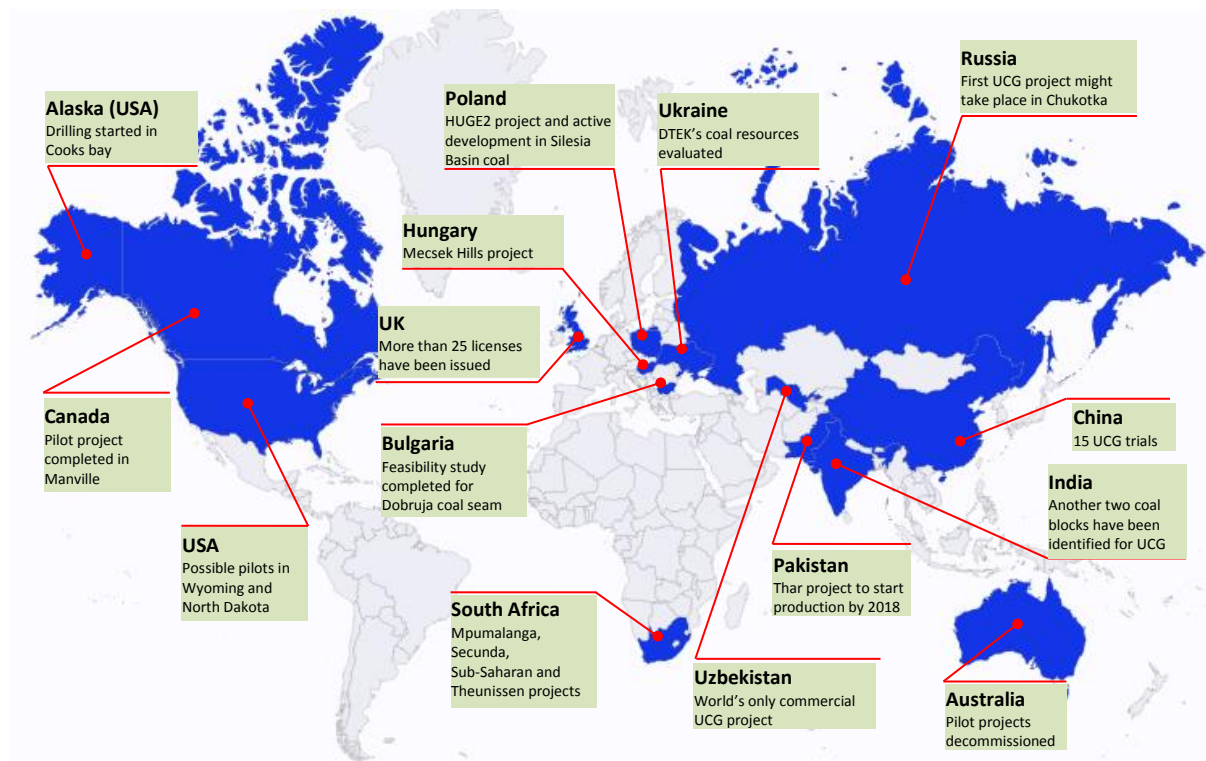 Alaska (USA)
Drilling started in
Cooks bay
Poland
HUGE2 project and active
development in Silesia
Basin coal
Ukraine
DTEK's coal resources
evaluated
Russia
First UCG project might
take place in Chukotka
Hungary
Mecsek Hills project
UK
More than 25 licenses
have been issued
Canada
Pilot project
completed in
Manville
Bulgaria
Feasibility study
completed for
Dobruja coal seam
China
15 UCG trials
India
Another two coal
blocks have been
identified for UCG
USA
Possible pilots in
Wyoming and
North Dakota
Pakistan
Thar project to start
production by 2018
South Africa
Mpumalanga,
Secunda,
Sub-Saharan and
Theunissen projects
Uzbekistan
World's only commercial
UCG project
Australia
Pilot projects
decommissioned